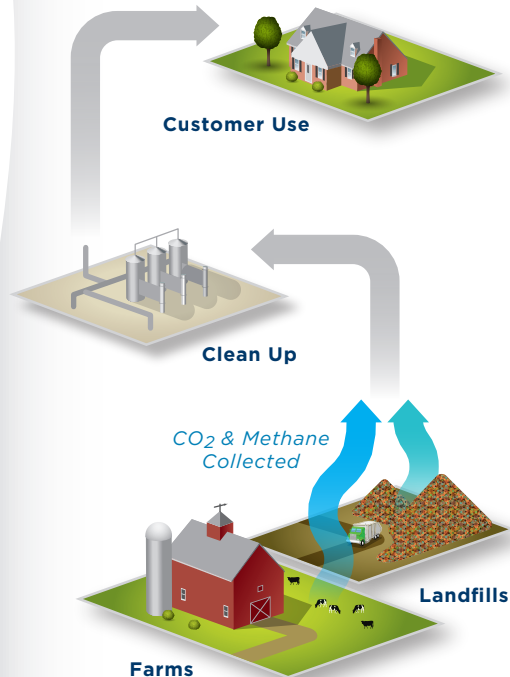 Customer Use
Clean Up
CO2 & Methane
Collected
Landfills
Farms